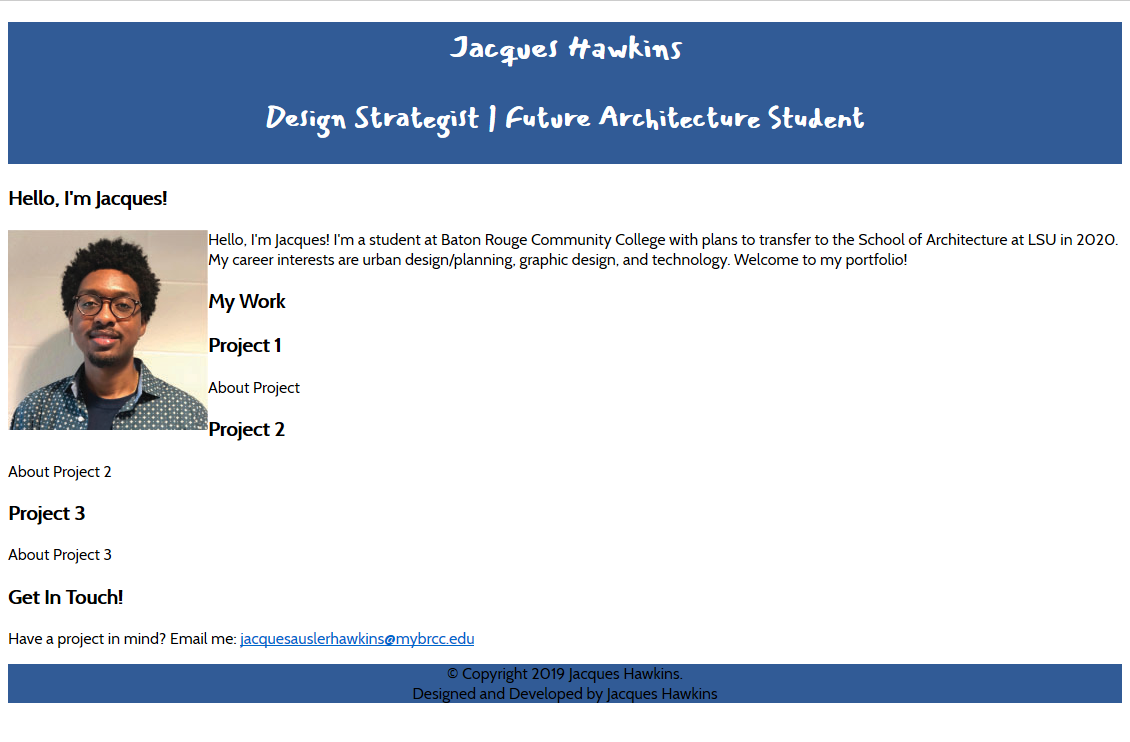 Jacques Hawkins
Design Strategist | Future Architecture Student
Hello, I'm Jacques!
Hello, I'm Jacques! I'm a student at Baton Rouge Community College with plans to transfer to the School of Architecture at LSU in 2020.
My career interests are urban design/planning, graphic design, and technology. Welcome to my portfolio!
My Work
Project 1
About Project
Project 2
About Project 2
Project 3
About Project 3
Get In Touch!
Have a project in mind? Email me: jacquesauslerhawkins@mybrcc.edu
© Copyright 2019 Jacques Hawkins.
Designed and Developed by Jacques Hawkins